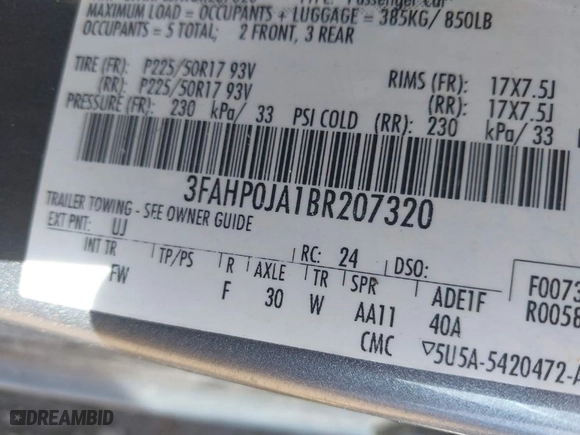 TYPE: Passenger Car
MAXIMUM LOAD = OCCUPANTS + LUGGAGE = 385KG/ 850LB
OCCUPANTS = 5 TOTAL; 2 FRONT, 3 REAR
TIRE (FR): P225/50R17 93V RIMS (FR): 17X7.5J
(RR): P225/50R17 93V (RR): 17X7.5J
PRESSURE (FR): 230 kPa/ 33 PSI COLD (RR): 230 kPa/ 33
3FAHP0JA1BR207320
TRAILER TOWING - SEE OWNER GUIDE
EXT PNT: UJ RC: 24 DSO:
INT TR TP/PS R AXLE TR SPR ADE1F F0073
FW F 30 W AA11 40A R0058
CMC ▽5U5A-5420472-A
DREAMBID